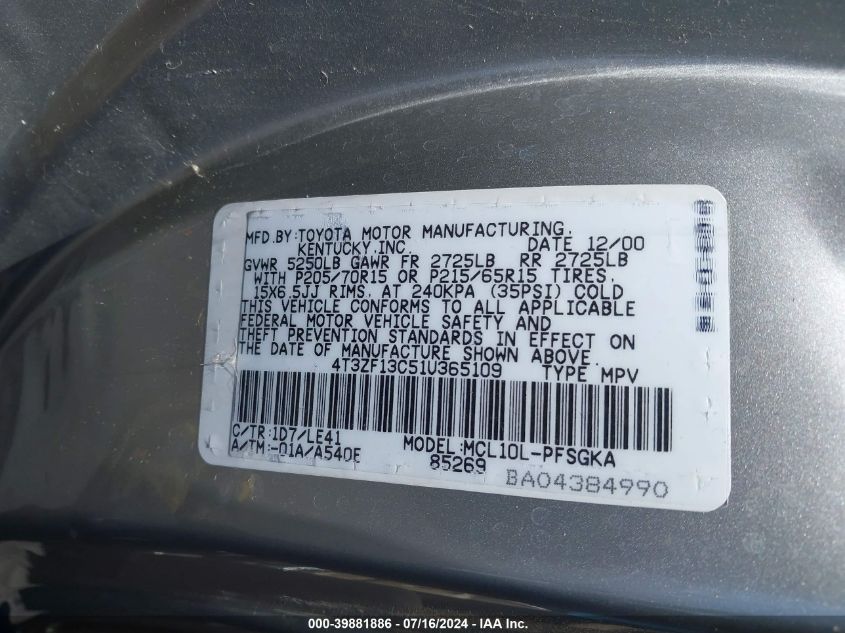 MFD.BY:TOYOTA MOTOR MANUFACTURING,
KENTUCKY,INC. DATE 12/00
GVWR 5250LB GAWR FR 2725LB RR 2725LB
WITH P205/70R15 OR P215/65R15 TIRES,
15X6.5JJ RIMS, AT 240KPA (35PSI) COLD
THIS VEHICLE CONFORMS TO ALL APPLICABLE
FEDERAL MOTOR VEHICLE SAFETY AND
THEFT PREVENTION STANDARDS IN EFFECT ON
THE DATE OF MANUFACTURE SHOWN ABOVE.
4T3ZF13C51U365109 TYPE MPV
C/TR:1D7/LE41 MODEL:MCL10L-PFSGKA
A/TM:-01A/A540E 85269
BA04384990
000-39881886 - 07/16/2024 - Copyright © 2024 IAA, Inc.